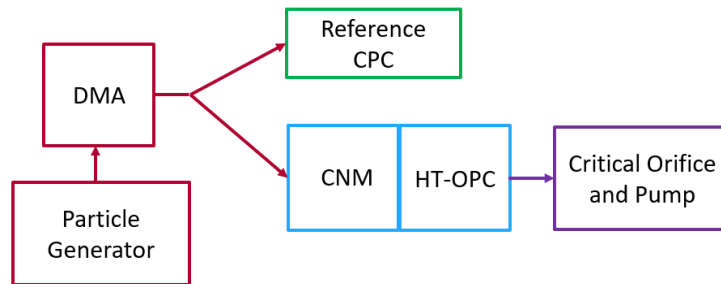 Reference
CPC
DMA
CNM
HT-OPC
Critical Orifice
and Pump
Particle
Generator